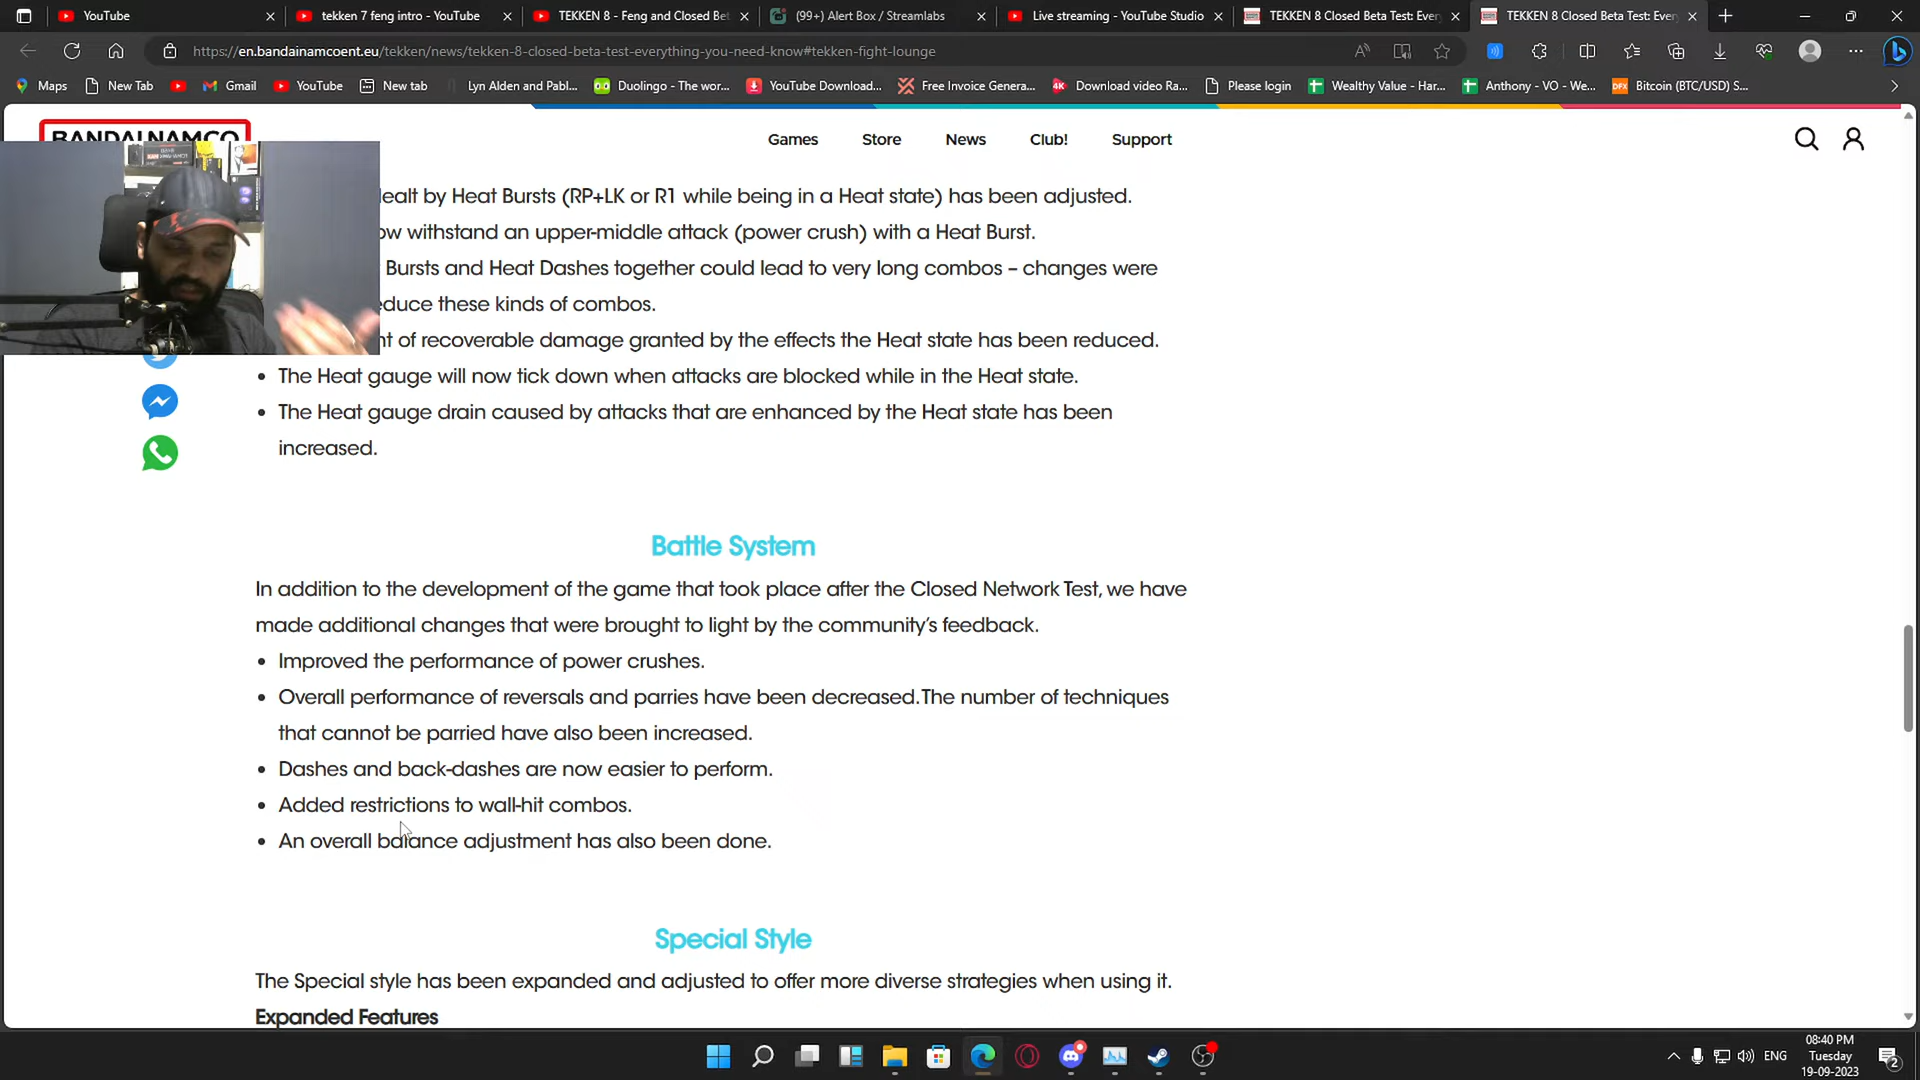 YouTube
tekken 7 feng intro - YouTube
TEKKEN 8 - Feng and Closed Bet
(99+) Alert Box / Streamlabs
Live streaming - YouTube Studio
TEKKEN 8 Closed Beta Test: Every
TEKKEN 8 Closed Beta Test: Every
https://en.bandainamcoent.eu/tekken/news/tekken-8-closed-beta-test-everything-you-need-know#tekken-fight-lounge
Maps
New Tab
Gmail
YouTube
New tab
Lyn Alden and Pabl...
Duolingo - The wor...
YouTube Download...
Free Invoice Genera...
Download video Ra...
Please login
Wealthy Value - Har...
Anthony - VO - We...
Bitcoin (BTC/USD) S...
BANDAI NAMCO
Games Store News Club! Support
ealt by Heat Bursts (RP+LK or R1 while being in a Heat state) has been adjusted.
ow withstand an upper-middle attack (power crush) with a Heat Burst.
Bursts and Heat Dashes together could lead to very long combos – changes were
educe these kinds of combos.
nt of recoverable damage granted by the effects the Heat state has been reduced.
• The Heat gauge will now tick down when attacks are blocked while in the Heat state.
• The Heat gauge drain caused by attacks that are enhanced by the Heat state has been
increased.
Battle System
In addition to the development of the game that took place after the Closed Network Test, we have
made additional changes that were brought to light by the community’s feedback.
• Improved the performance of power crushes.
• Overall performance of reversals and parries have been decreased.The number of techniques
that cannot be parried have also been increased.
• Dashes and back-dashes are now easier to perform.
• Added restrictions to wall-hit combos.
• An overall balance adjustment has also been done.
Special Style
The Special style has been expanded and adjusted to offer more diverse strategies when using it.
Expanded Features
ENG
08:40 PM
Tuesday
19-09-2023
2